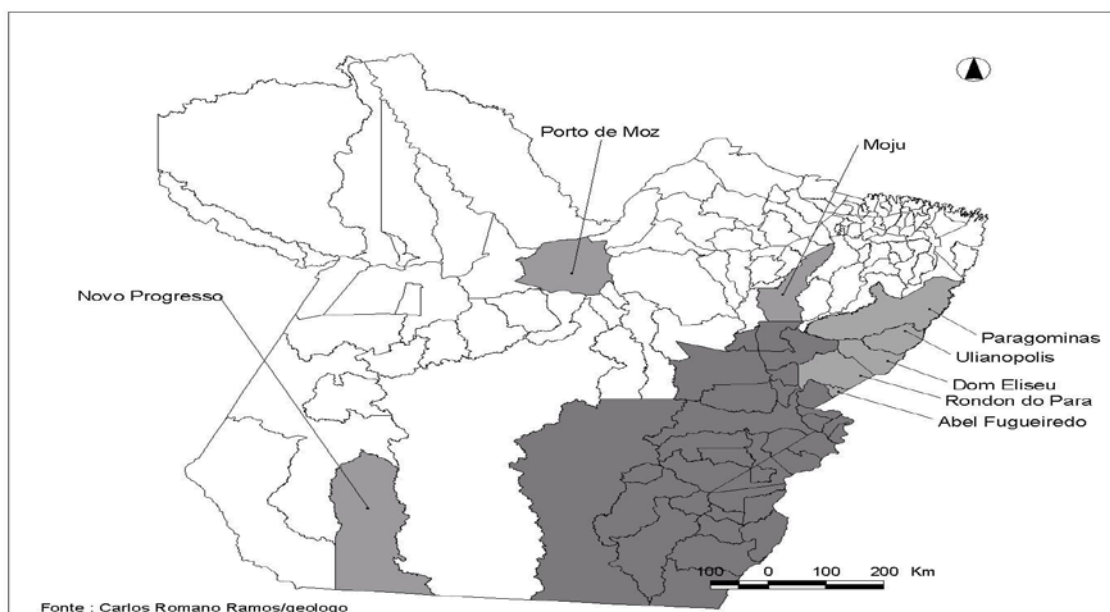 Porto de Moz
Moju
Novo Progresso
Paragominas
Ulianopolis
Dom Eliseu
Rondon do Para
Abel Fugueiredo
100 0 100 200 Km
Fonte : Carlos Romano Ramos/geologo